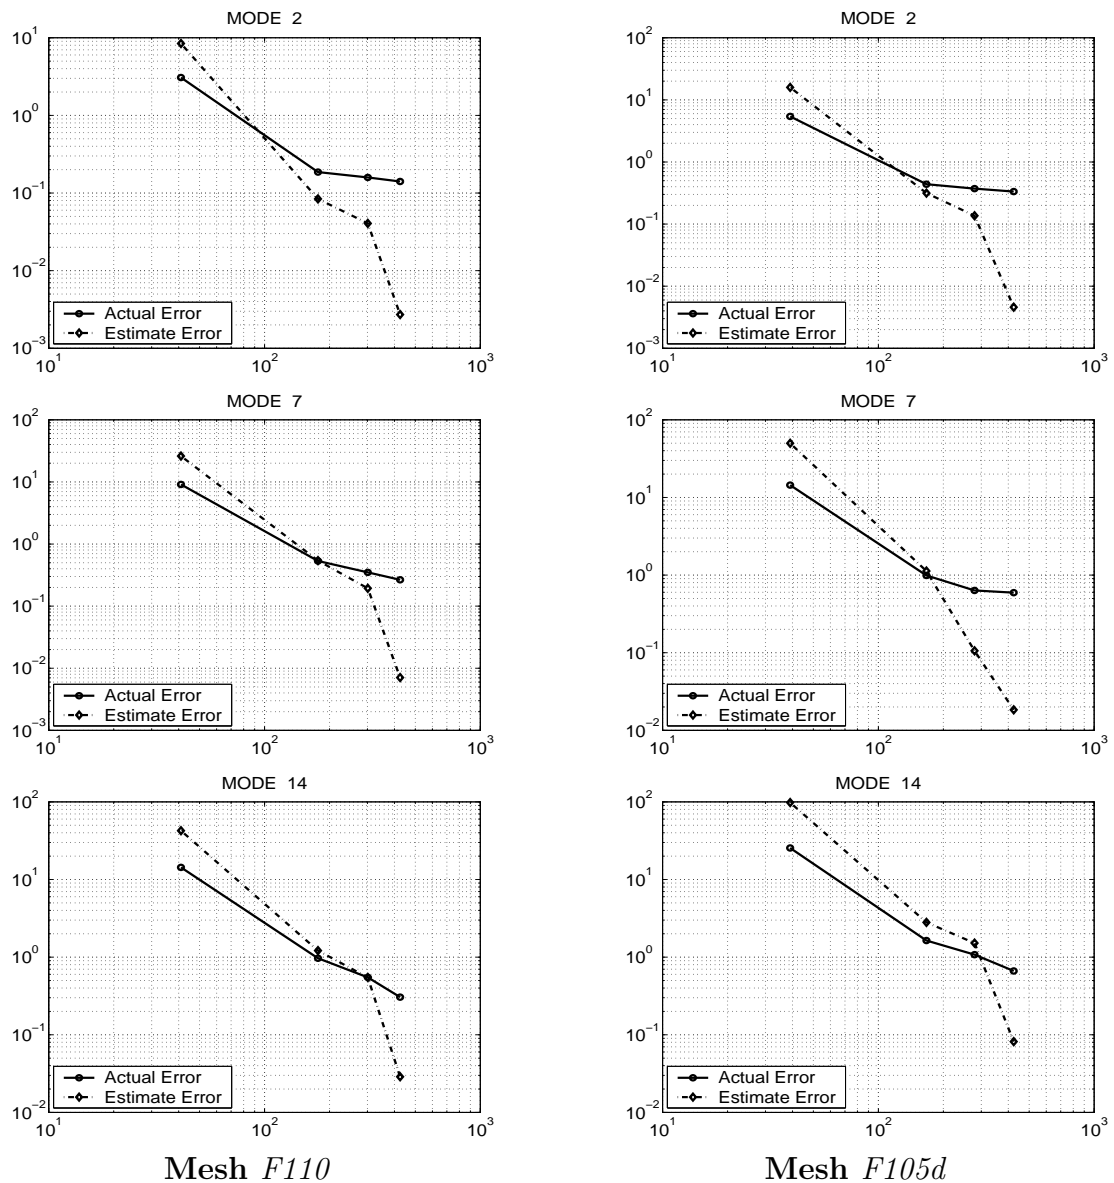 MODE 2
10^1
10^0
10^-1
10^-2
10^-3
Actual Error
Estimate Error
10^1 10^2 10^3
MODE 2
10^2
10^1
10^0
10^-1
10^-2
10^-3
Actual Error
Estimate Error
10^1 10^2 10^3
MODE 7
10^2
10^1
10^0
10^-1
10^-2
10^-3
Actual Error
Estimate Error
10^1 10^2 10^3
MODE 7
10^2
10^1
10^0
10^-1
10^-2
Actual Error
Estimate Error
10^1 10^2 10^3
MODE 14
10^2
10^1
10^0
10^-1
10^-2
Actual Error
Estimate Error
10^1 10^2 10^3
MODE 14
10^2
10^1
10^0
10^-1
10^-2
Actual Error
Estimate Error
10^1 10^2 10^3
Mesh F110
Mesh F105d